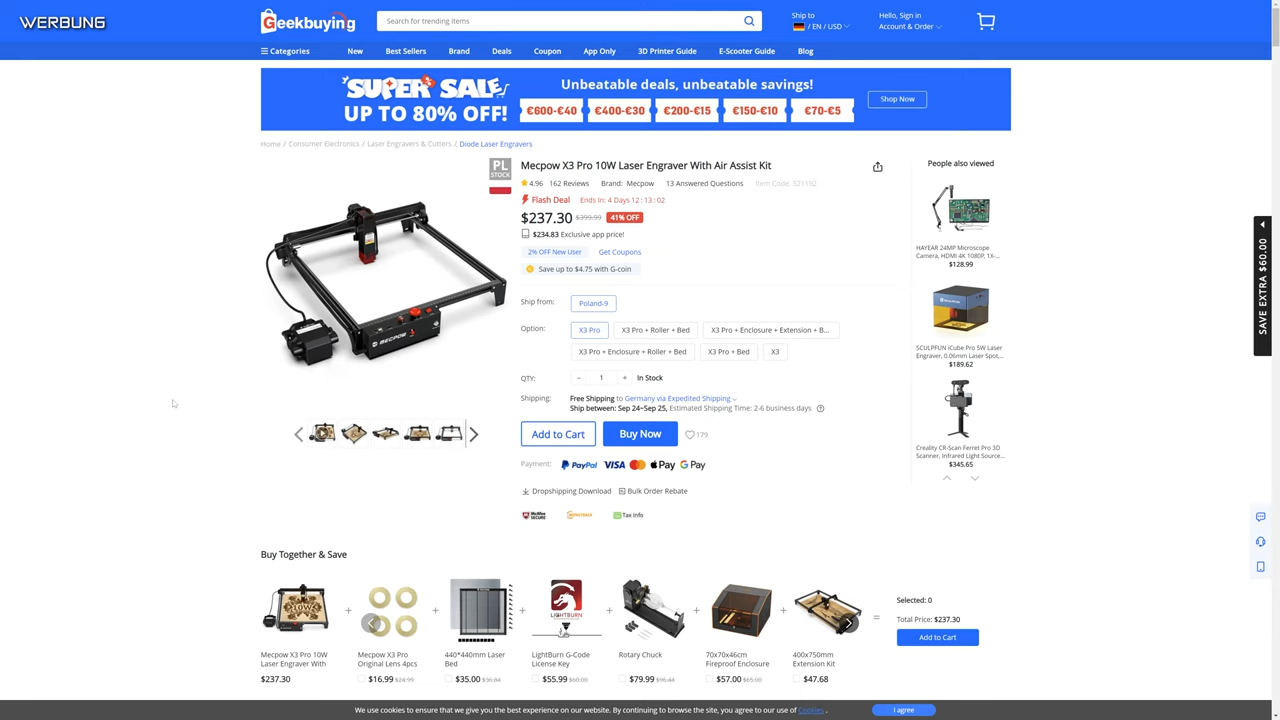 WERBUNG
Geekbuying
Search for trending items
Ship to
/ EN / USD
Hello, Sign in
Account & Order
Categories
New
Best Sellers
Brand
Deals
Coupon
App Only
3D Printer Guide
E-Scooter Guide
Blog
SUPER SALE
UP TO 80% OFF!
Unbeatable deals, unbeatable savings!
€600-€40
€400-€30
€200-€15
€150-€10
€70-€5
Shop Now
Home / Consumer Electronics / Laser Engravers & Cutters / Diode Laser Engravers
PL
STOCK
Mecpow X3 Pro 10W Laser Engraver With Air Assist Kit
4.96 162 Reviews Brand: Mecpow 13 Answered Questions Item Code: 521192
Flash Deal Ends In: 4 Days 12 : 13 : 02
$237.30 $399.99 41% OFF
$234.83 Exclusive app price!
2% OFF New User Get Coupons
Save up to $4.75 with G-coin
Ship from: Poland-9
Option: X3 Pro X3 Pro + Roller + Bed X3 Pro + Enclosure + Extension + B...
X3 Pro + Enclosure + Roller + Bed X3 Pro + Bed X3
QTY: - 1 + In Stock
Shipping: Free Shipping to Germany via Expedited Shipping
Ship between: Sep 24~Sep 25, Estimated Shipping Time: 2-6 business days
Add to Cart
Buy Now
179
Payment: PayPal VISA Apple Pay G Pay
Dropshipping Download Bulk Order Rebate
McAfee
SECURE
Tax Info
MECPOW
People also viewed
HAYEAR 24MP Microscope
Camera, HDMI 4K 1080P, 1X-...
$128.99
SCULPFUN iCube Pro 5W Laser
Engraver, 0.06mm Laser Spot,...
$189.62
Creality CR-Scan Ferret Pro 3D
Scanner, Infrared Light Source...
$345.65
SAVE EXTRA $60.00
Buy Together & Save
LIGHTBURN
Mecpow X3 Pro 10W
Laser Engraver With
$237.30
Mecpow X3 Pro
Original Lens 4pcs
$16.99 $24.99
440*440mm Laser
Bed
$35.00 $36.84
LightBurn G-Code
License Key
$55.99 $60.00
Rotary Chuck
$79.99 $96.44
70x70x46cm
Fireproof Enclosure
$57.00 $65.00
400x750mm
Extension Kit
$47.68
Selected: 0
Total Price: $237.30
Add to Cart
We use cookies to ensure that we give you the best experience on our website. By continuing to browse the site, you agree to our use of Cookies .
I agree